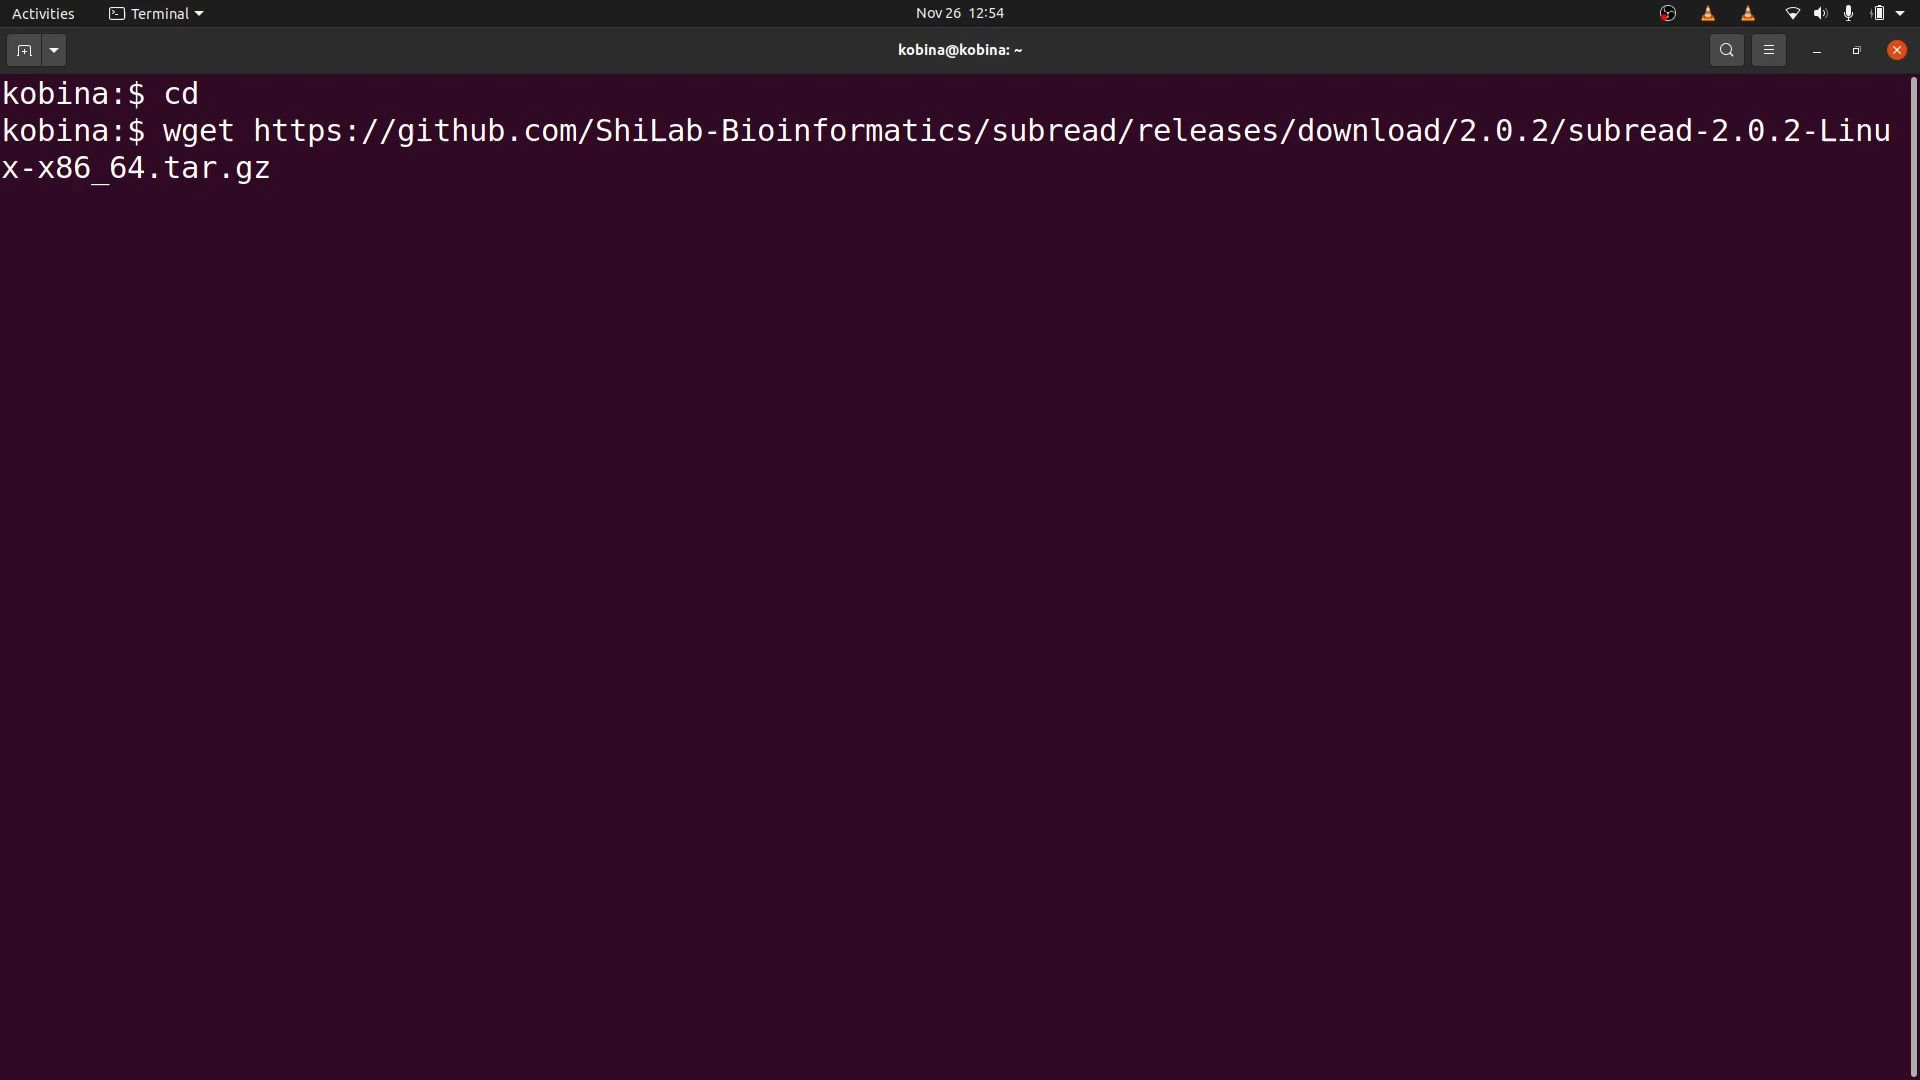 Activities Terminal Nov 26 12:54
kobina@kobina: ~
kobina:$ cd
kobina:$ wget https://github.com/ShiLab-Bioinformatics/subread/releases/download/2.0.2/subread-2.0.2-Linu
x-x86_64.tar.gz